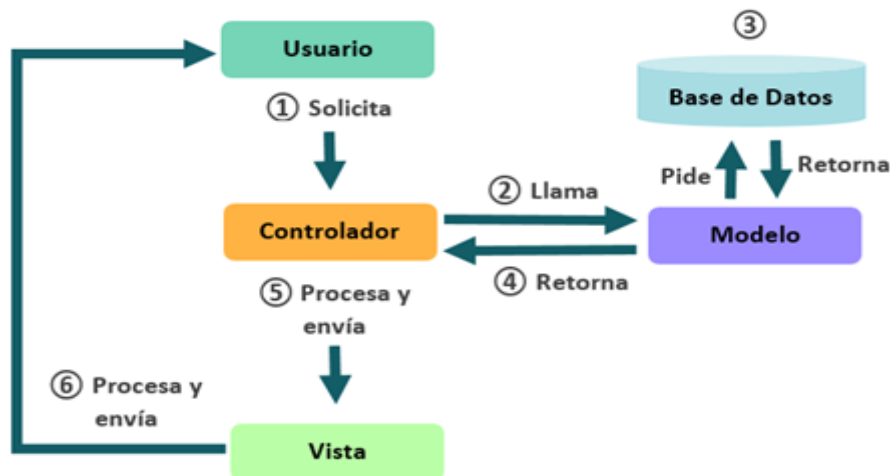 Usuario
① Solicita
Controlador
② Llama
③
Base de Datos
Pide
Retorna
Modelo
④ Retorna
⑤ Procesa y
envía
Vista
⑥ Procesa y
envía